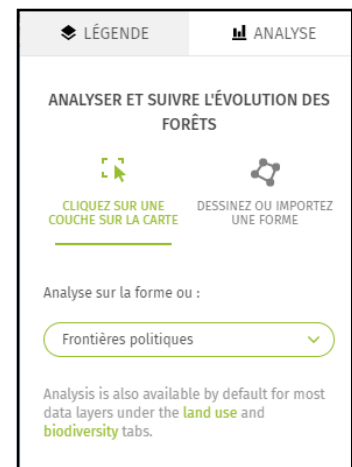 LÉGENDE
ANALYSE
ANALYSER ET SUIVRE L'ÉVOLUTION DES
FORÊTS
CLIQUEZ SUR UNE
COUCHE SUR LA CARTE
DESSINEZ OU IMPORTEZ
UNE FORME
Analyse sur la forme ou :
Frontières politiques
Analysis is also available by default for most
data layers under the land use and
biodiversity tabs.